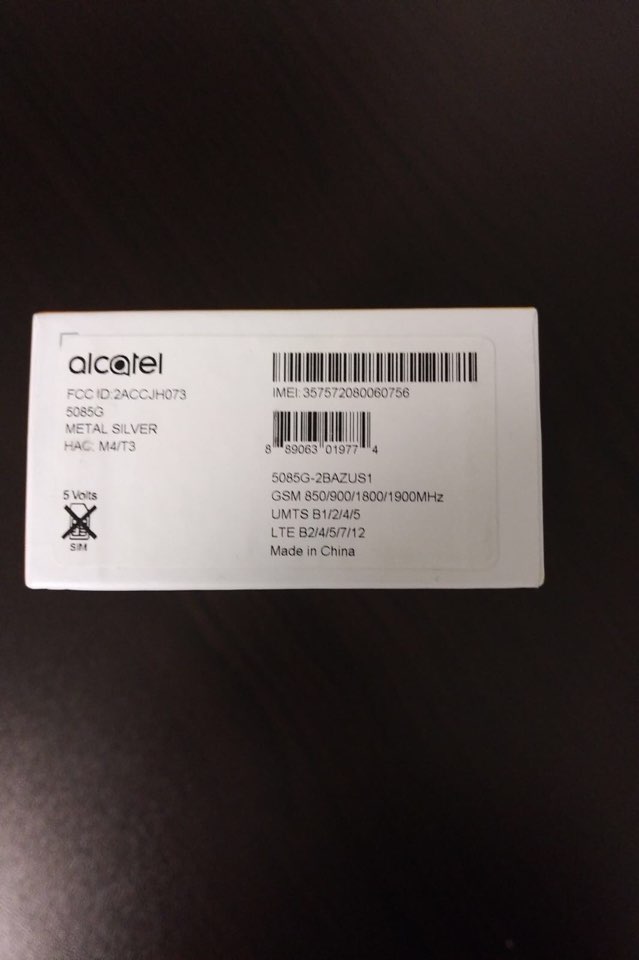 alcatel
FCC ID:2ACCJH073
5085G
METAL SILVER
HAC: M4/T3
5 Volts
SIM
IMEI: 357572080060756
8 89063 01977 4
5085G-2BAZUS1
GSM 850/900/1800/1900MHz
UMTS B1/2/4/5
LTE B2/4/5/7/12
Made in China